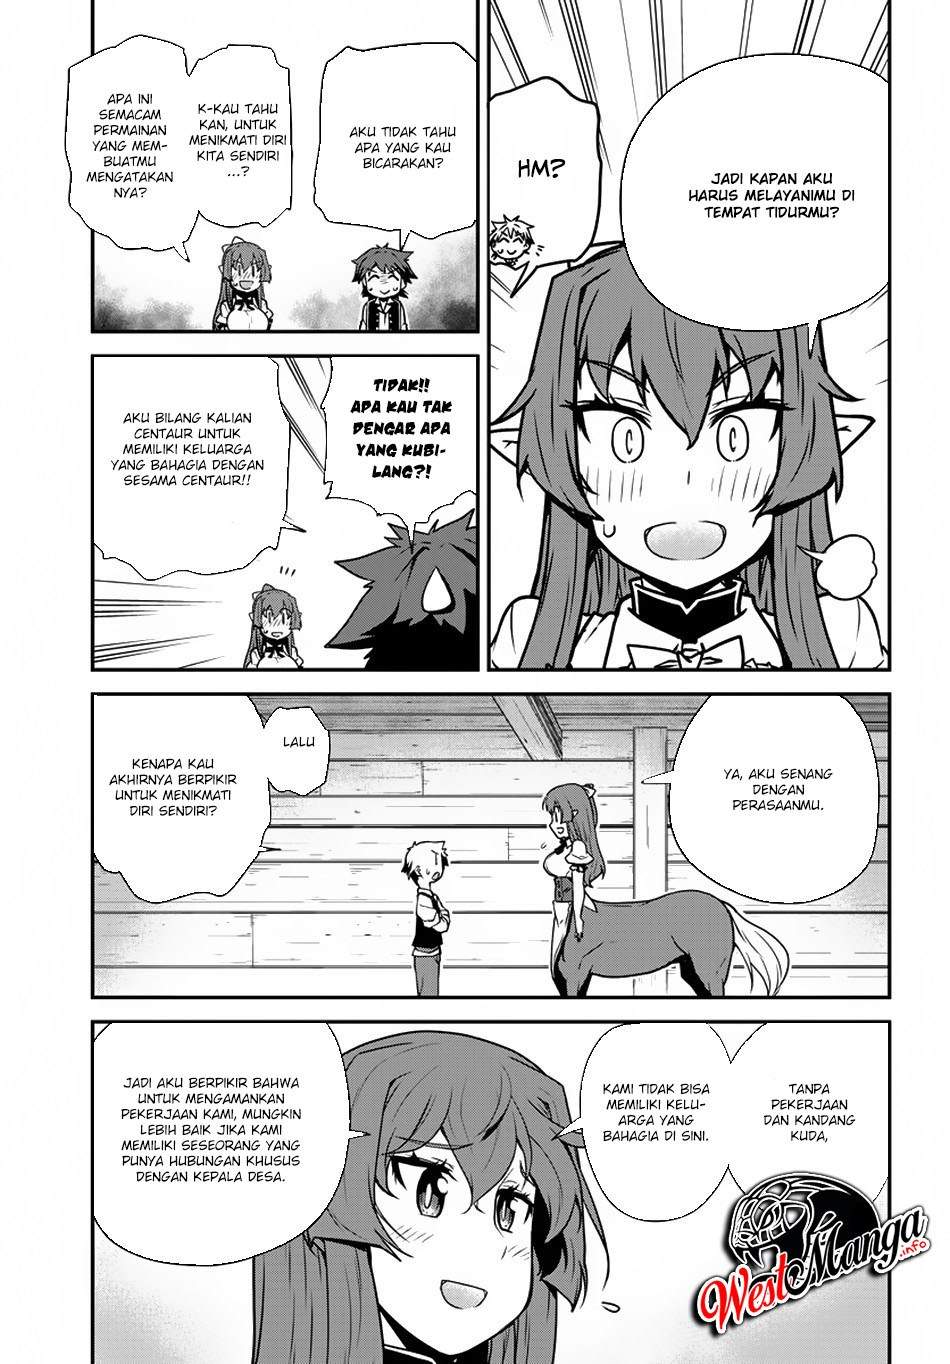 JADI KAPAN AKU
HARUS MELAYANIMU DI
TEMPAT TIDURMU?
HM?
AKU TIDAK TAHU
APA YANG KAU
BICARAKAN?
K-KAU TAHU
KAN, UNTUK
MENIKMATI DIRI
KITA SENDIRI
...?
APA INI
SEMACAM
PERMAINAN
YANG MEM-
BUATMU
MENGATAKAN
NYA?
TIDAK!!
APA KAU TAK
DENGAR APA
YANG KUBI-
LANG?!
AKU BILANG KALIAN
CENTAUR UNTUK
MEMILIKI KELUARGA
YANG BAHAGIA DENGAN
SESAMA CENTAUR!!
YA, AKU SENANG
DENGAN
PERASAANMU.
LALU
KENAPA KAU
AKHIRNYA BERPIKIR
UNTUK MENIKMATI
DIRI SENDIRI?
TANPA
PEKERJAAN
DAN KANDANG
KUDA,
KAMI TIDAK BISA
MEMILIKI KELU-
ARGA YANG
BAHAGIA DI SINI.
JADI AKU BERPIKIR BAHWA
UNTUK MENGAMANKAN
PEKERJAAN KAMI, MUNGKIN
LEBIH BAIK JIKA KAMI
MEMILIKI SESEORANG YANG
PUNYA HUBUNGAN KHUSUS
DENGAN KEPALA DESA.
WestManga
.info